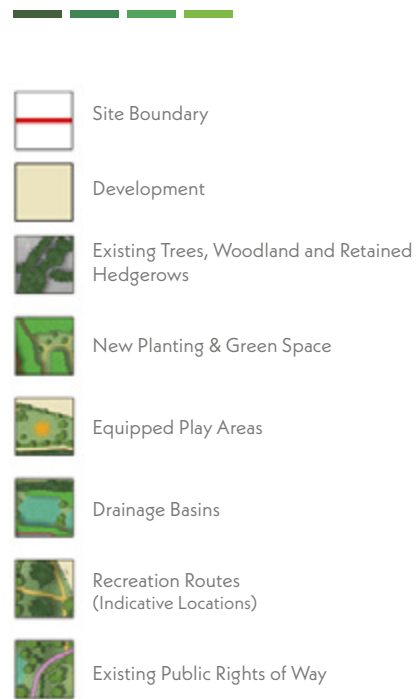 Site Boundary
Development
Existing Trees, Woodland and Retained
Hedgerows
New Planting & Green Space
Equipped Play Areas
Drainage Basins
Recreation Routes
(Indicative Locations)
Existing Public Rights of Way